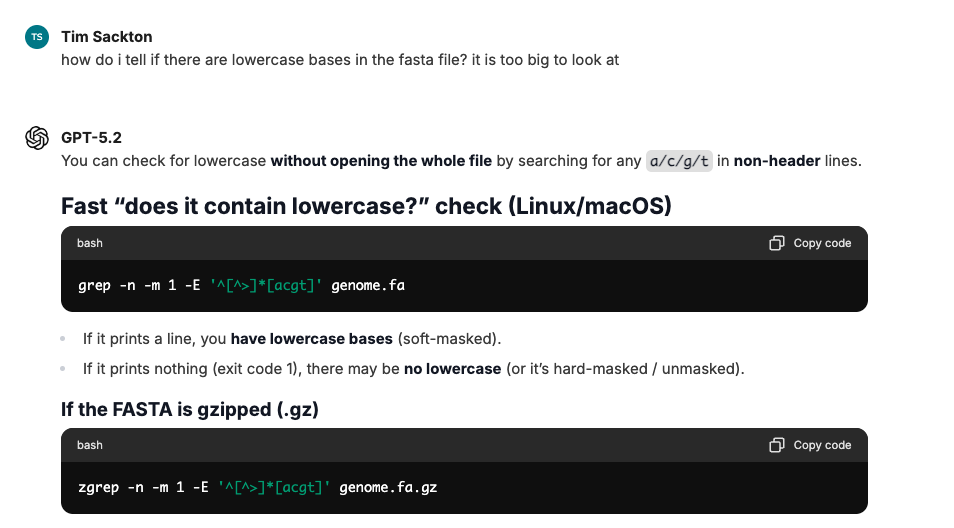 TS
Tim Sackton
how do i tell if there are lowercase bases in the fasta file? it is too big to look at
GPT-5.2
You can check for lowercase without opening the whole file by searching for any a/c/g/t in non-header lines.
Fast “does it contain lowercase?” check (Linux/macOS)
bash
Copy code
grep -n -m 1 -E '^[^>]*[acgt]' genome.fa
If it prints a line, you have lowercase bases (soft-masked).
If it prints nothing (exit code 1), there may be no lowercase (or it’s hard-masked / unmasked).
If the FASTA is gzipped (.gz)
bash
Copy code
zgrep -n -m 1 -E '^[^>]*[acgt]' genome.fa.gz